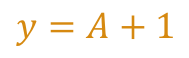 y = A + 1